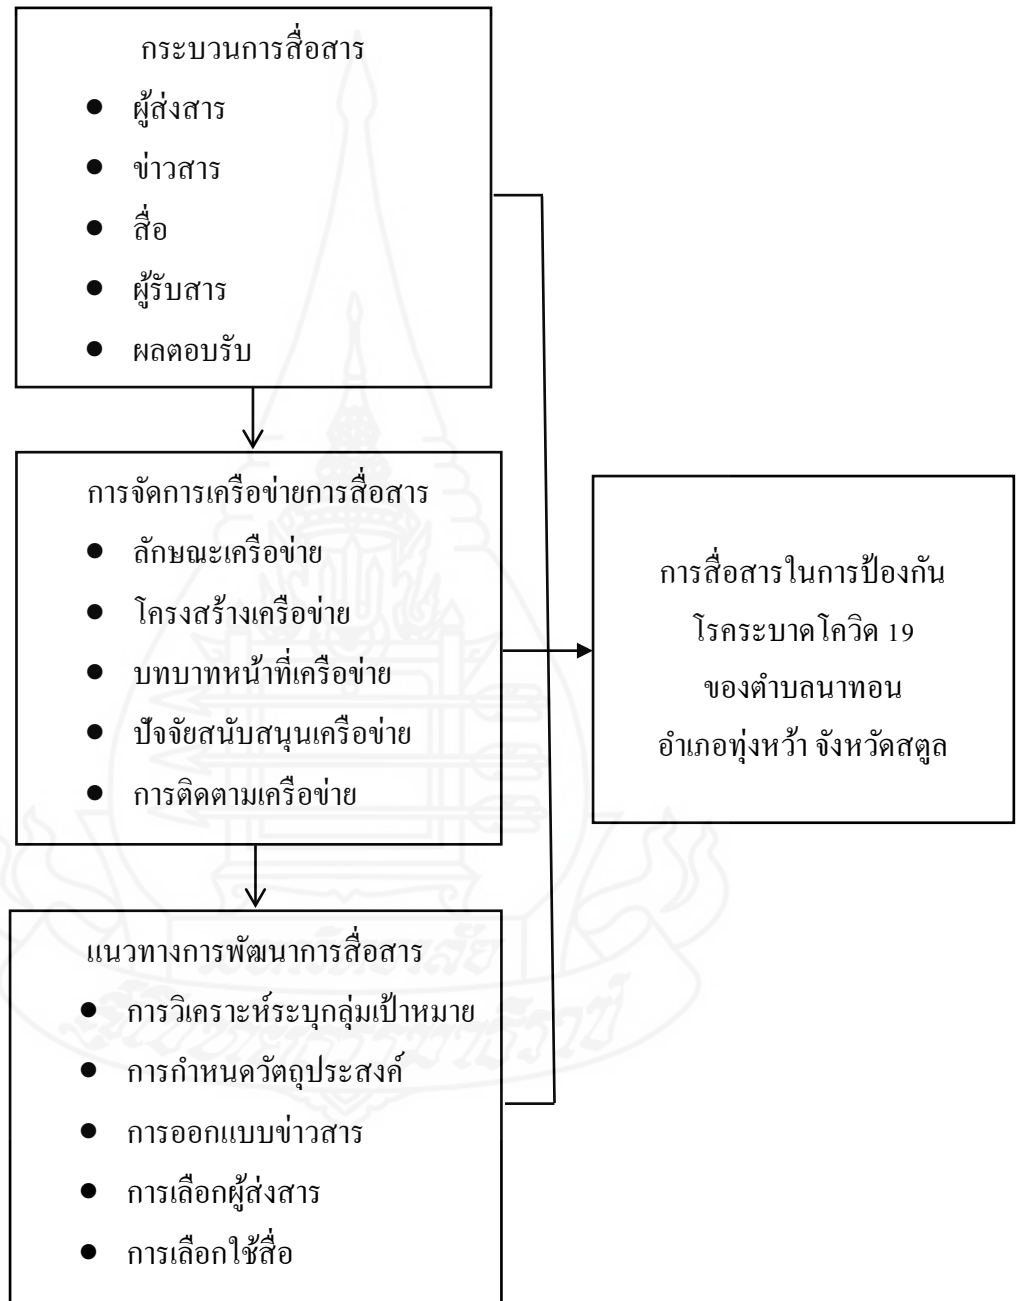 กระบวนการสื่อสาร
● ผู้ส่งสาร
● ข่าวสาร
● สื่อ
● ผู้รับสาร
● ผลตอบรับ
การจัดการเครือข่ายการสื่อสาร
● ลักษณะเครือข่าย
● โครงสร้างเครือข่าย
● บทบาทหน้าที่เครือข่าย
● ปัจจัยสนับสนุนเครือข่าย
● การติดตามเครือข่าย
แนวทางการพัฒนาการสื่อสาร
● การวิเคราะห์ระบุกลุ่มเป้าหมาย
● การกำหนดวัตถุประสงค์
● การออกแบบข่าวสาร
● การเลือกผู้ส่งสาร
● การเลือกใช้สื่อ
การสื่อสารในการป้องกัน
โรคระบาดโควิด 19
ของตำบลนาทอน
อำเภอทุ่งหว้า จังหวัดสตูล